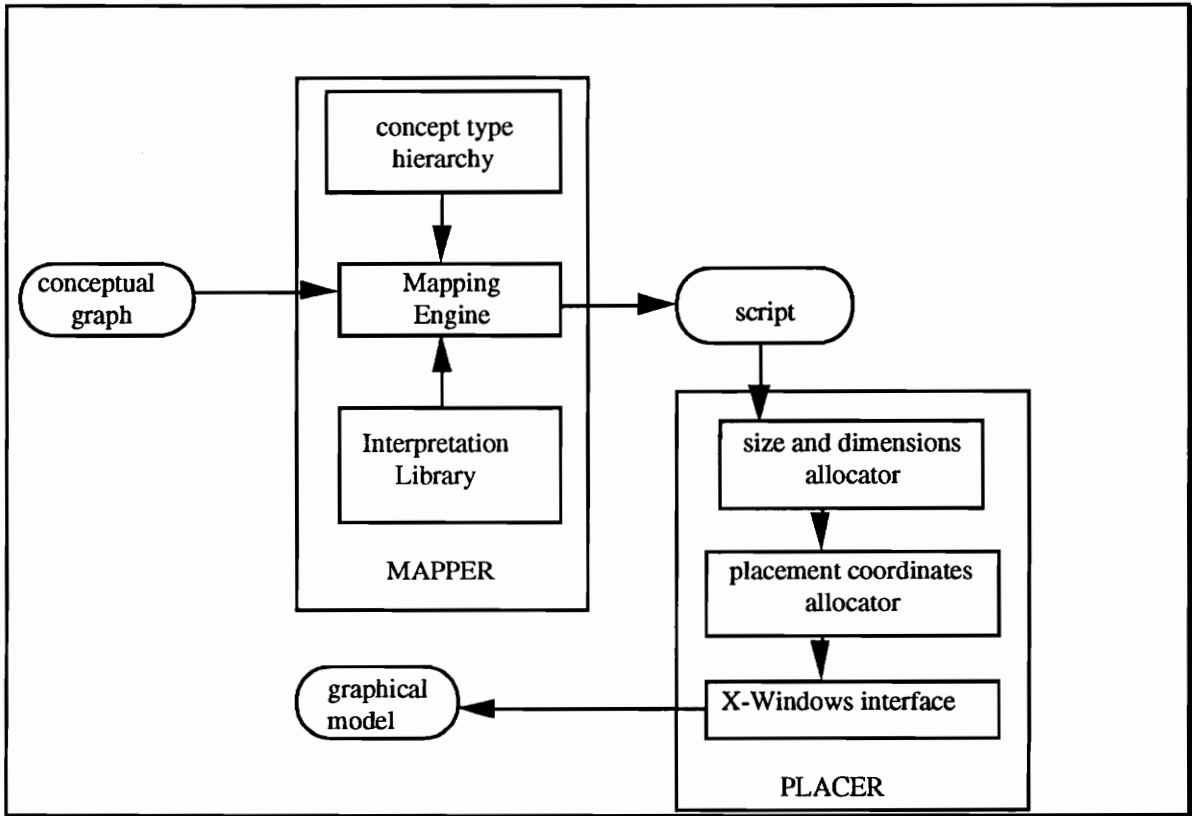 concept type
hierarchy
conceptual
graph
Mapping
Engine
script
Interpretation
Library
MAPPER
size and dimensions
allocator
placement coordinates
allocator
X-Windows interface
PLACER
graphical
model